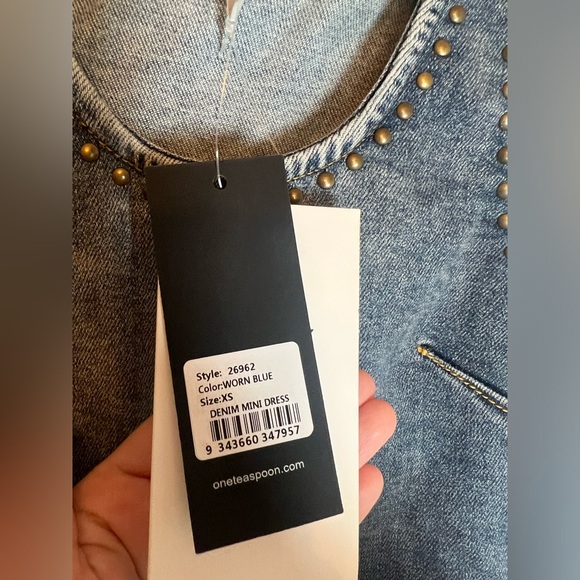 Style: 26962
Color:WORN BLUE
Size:XS
DENIM MINI DRESS
9 343660 347957
oneteaspoon.com